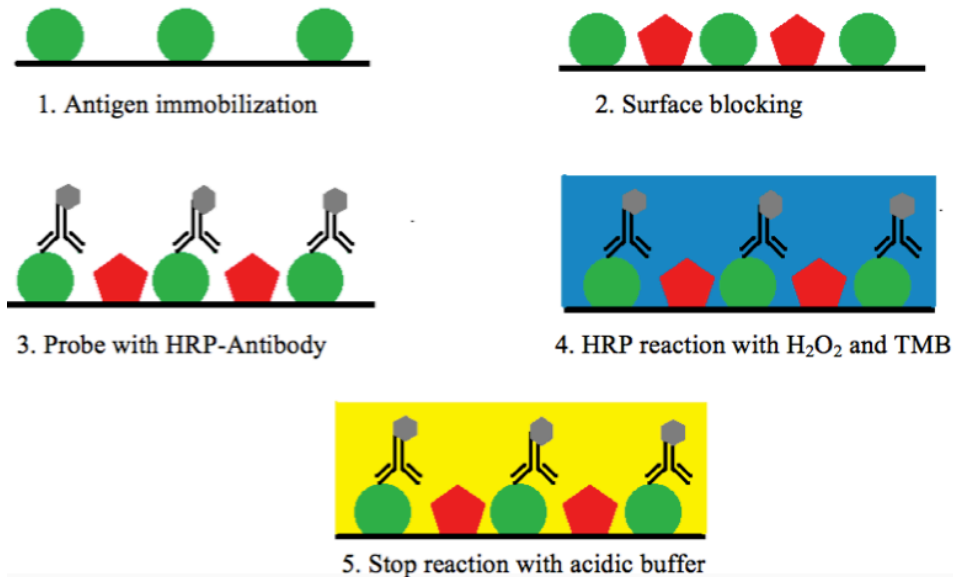 1. Antigen immobilization
2. Surface blocking
3. Probe with HRP-Antibody
4. HRP reaction with H₂O₂ and TMB
5. Stop reaction with acidic buffer